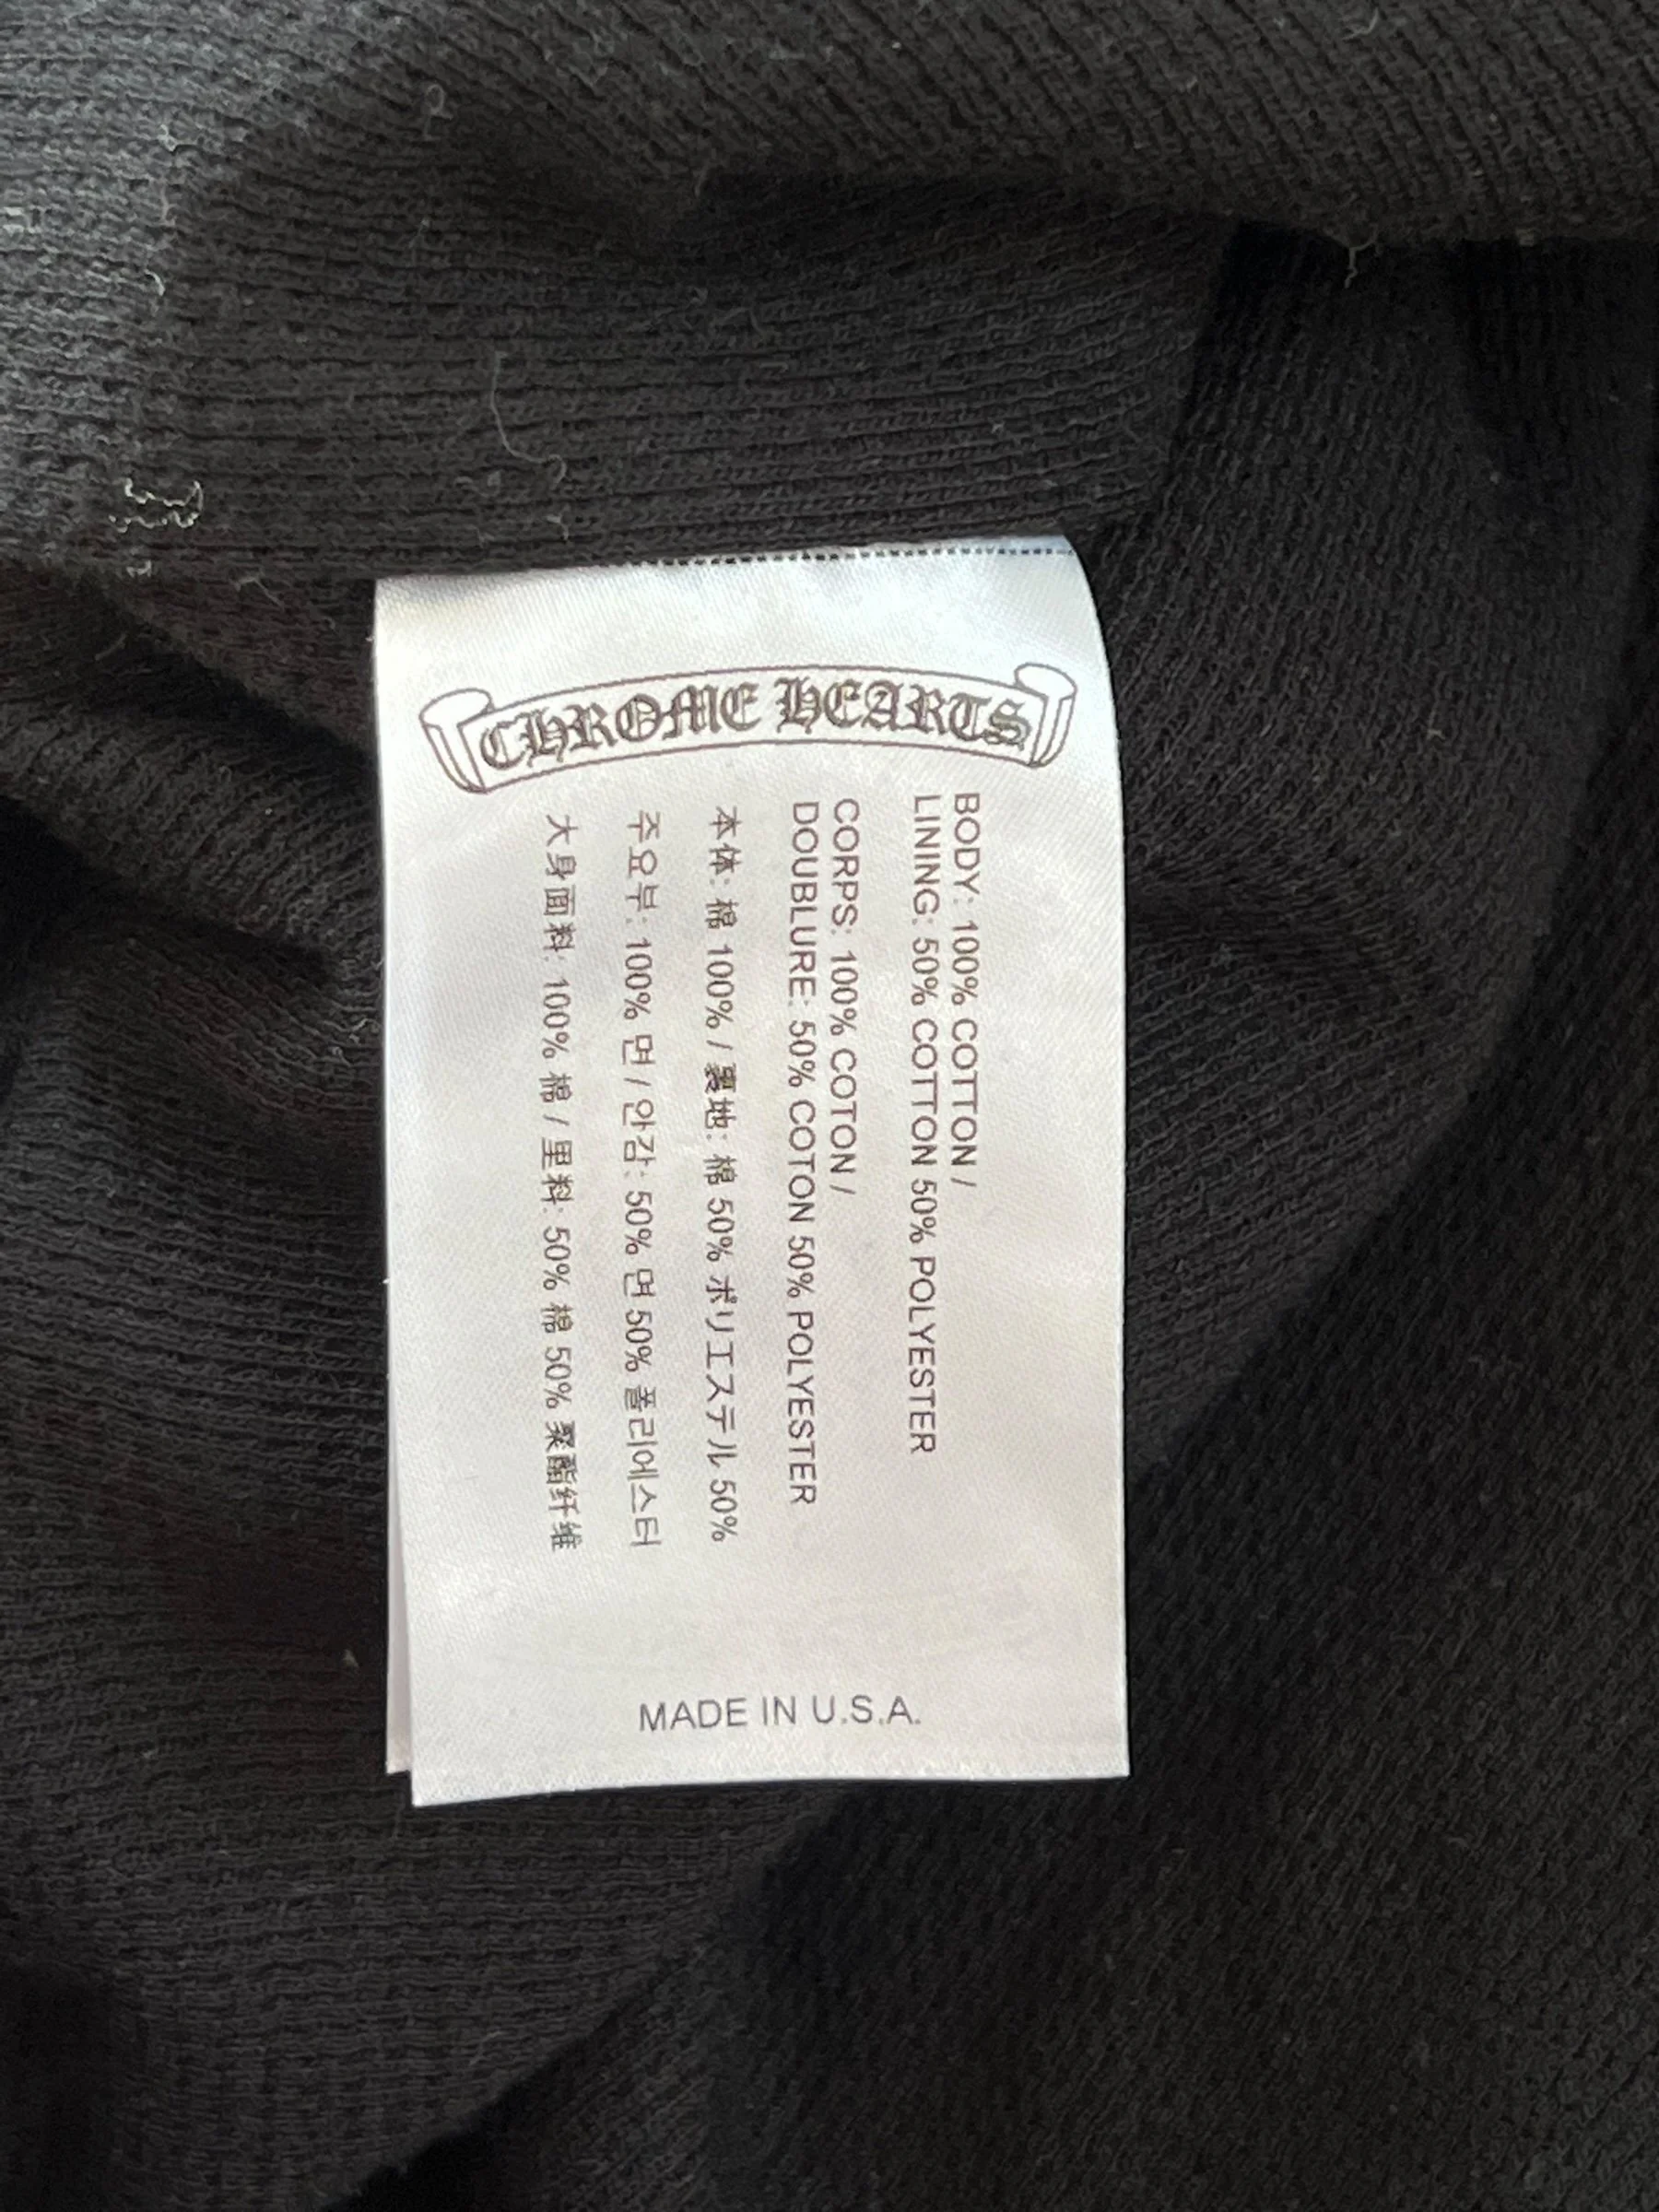 CHROME HEARTS
BODY: 100% COTTON /
LINING: 50% COTTON 50% POLYESTER
CORPS: 100% COTON /
DOUBLURE: 50% COTON 50% POLYESTER
本体: 棉 100% / 裏地: 棉 50% ポリエステル 50%
주요부: 100% 면 / 안감: 50% 면 50% 폴리에스터
大身面料: 100% 棉 / 里料: 50% 棉 50% 聚酯纤维
MADE IN U.S.A.